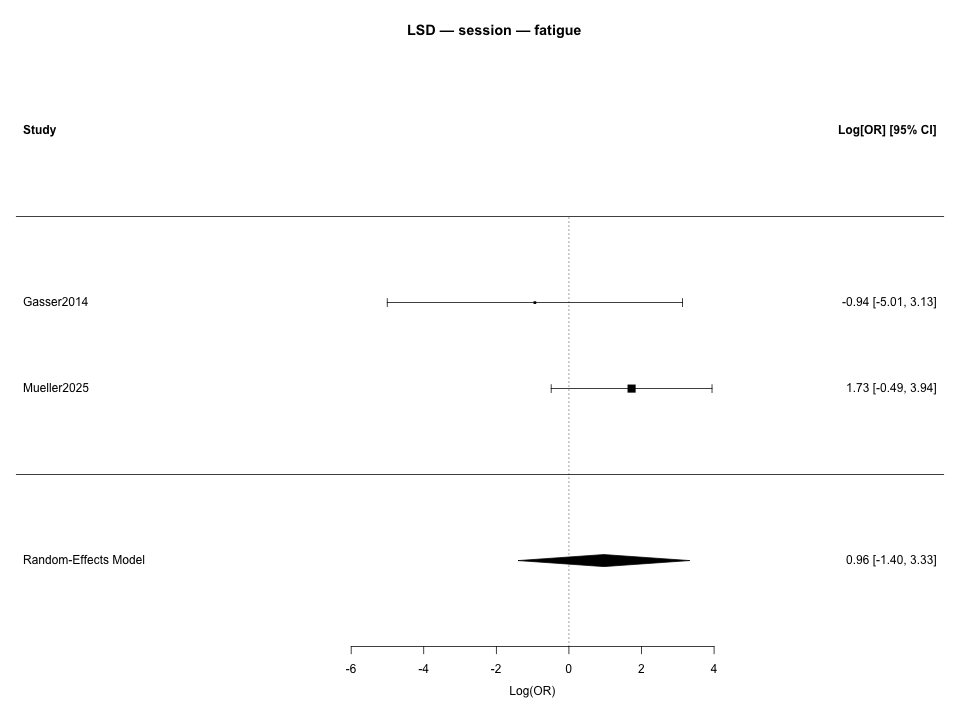 LSD — session — fatigue
Study Log[OR] [95% CI]
Gasser2014 -0.94 [-5.01, 3.13]
Mueller2025 1.73 [-0.49, 3.94]
Random-Effects Model 0.96 [-1.40, 3.33]
-6 -4 -2 0 2 4
Log(OR)